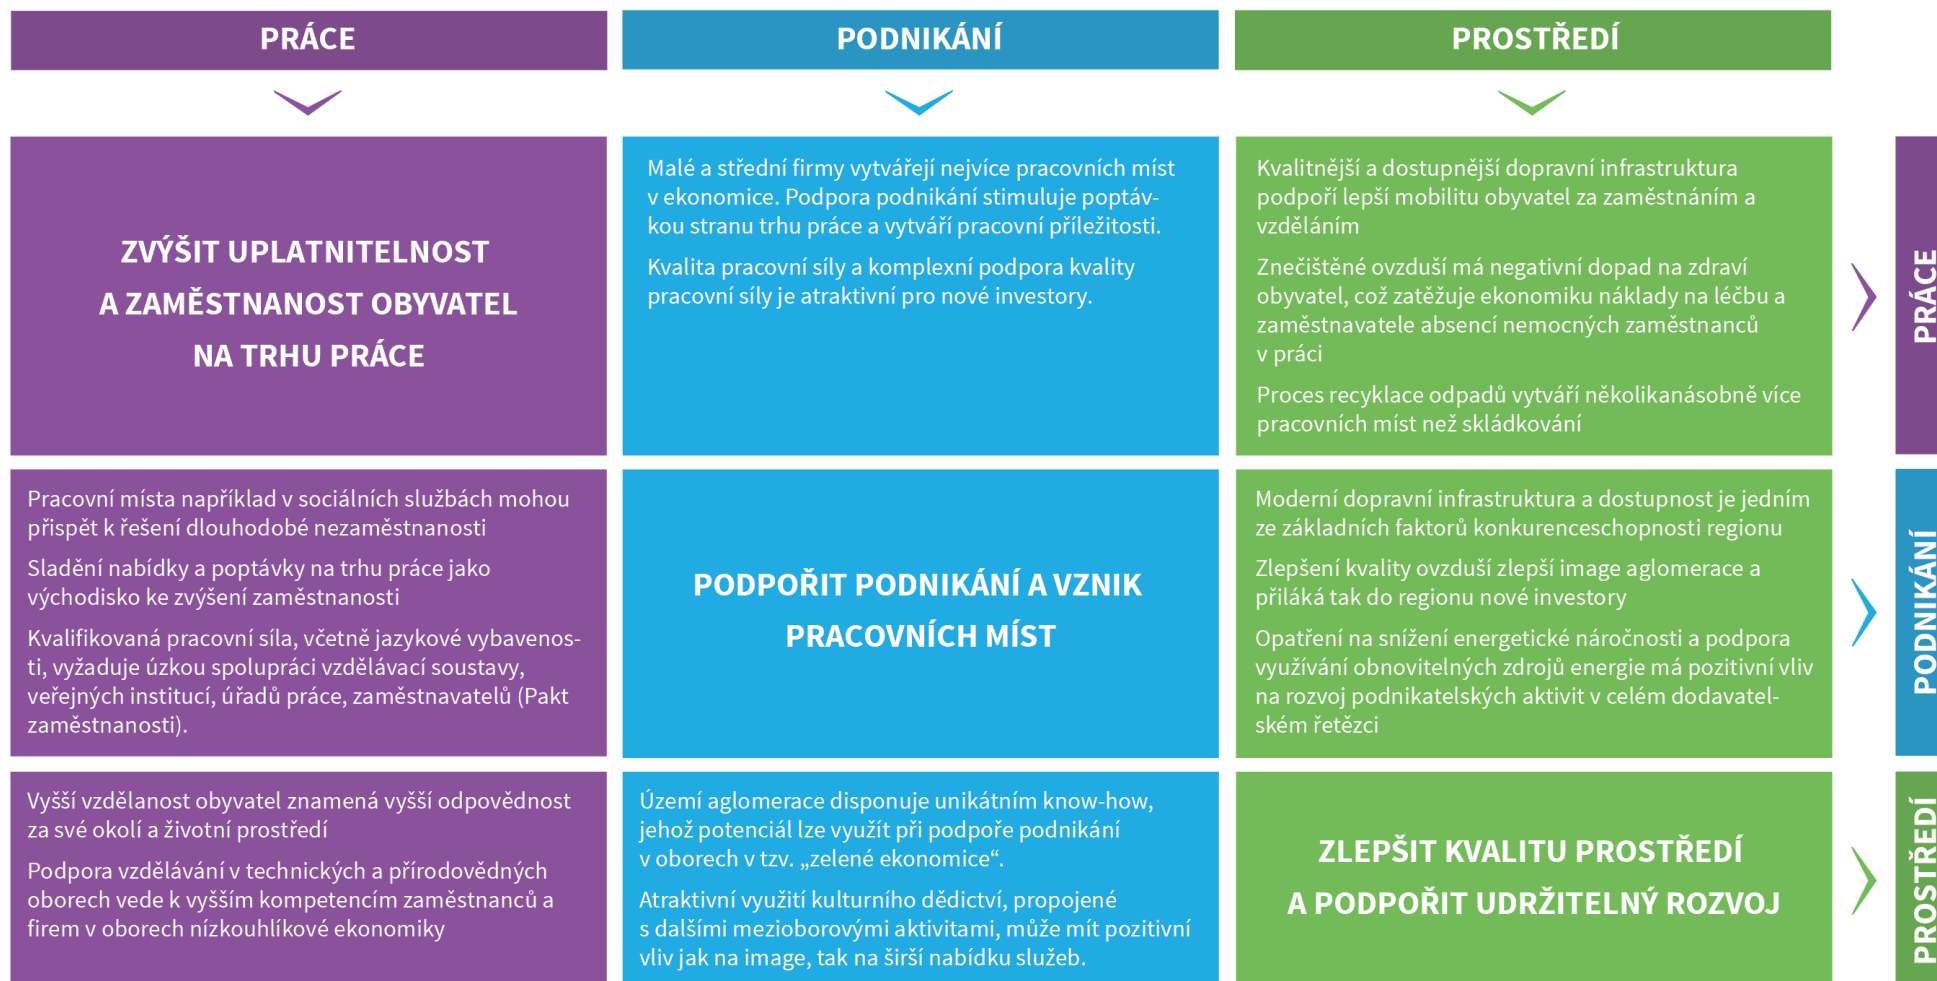 PRÁCE
PODNIKÁNÍ
PROSTŘEDÍ
ZVÝŠIT UPLATNITELNOST
A ZAMĚSTNANOST OBYVATEL
NA TRHU PRÁCE
Malé a střední firmy vytvářejí nejvíce pracovních míst
v ekonomice. Podpora podnikání stimuluje poptáv-
kou stranu trhu práce a vytváří pracovní příležitosti.
Kvalita pracovní síly a komplexní podpora kvality
pracovní síly je atraktivní pro nové investory.
Kvalitnější a dostupnější dopravní infrastruktura
podpoří lepší mobilitu obyvatel za zaměstnáním a
vzděláním
Znečištěné ovzduší má negativní dopad na zdraví
obyvatel, což zatěžuje ekonomiku náklady na léčbu a
zaměstnavatele absencí nemocných zaměstnanců
v práci
Proces recyklace odpadů vytváří několikanásobně více
pracovních míst než skládkování
PRÁCE
Pracovní místa například v sociálních službách mohou
přispět k řešení dlouhodobé nezaměstnanosti
Sladění nabídky a poptávky na trhu práce jako
východisko ke zvýšení zaměstnanosti
Kvalifikovaná pracovní síla, včetně jazykové vybavenos-
ti, vyžaduje úzkou spolupráci vzdělávací soustavy,
veřejných institucí, úřadů práce, zaměstnavatelů (Pakt
zaměstnanosti).
PODPOŘIT PODNIKÁNÍ A VZNIK
PRACOVNÍCH MÍST
Moderní dopravní infrastruktura a dostupnost je jedním
ze základních faktorů konkurenceschopnosti regionu
Zlepšení kvality ovzduší zlepší image aglomerace a
přiláká tak do regionu nové investory
Opatření na snížení energetické náročnosti a podpora
využívání obnovitelných zdrojů energie má pozitivní vliv
na rozvoj podnikatelských aktivit v celém dodavatel-
ském řetězci
PODNIKÁNÍ
Vyšší vzdělanost obyvatel znamená vyšší odpovědnost
za své okolí a životní prostředí
Podpora vzdělávání v technických a přírodovědných
oborech vede k vyšším kompetencím zaměstnanců a
firem v oborech nízkouhlíkové ekonomiky
Území aglomerace disponuje unikátním know-how,
jehož potenciál lze využít při podpoře podnikání
v oborech v tzv. „zelené ekonomice“.
Atraktivní využití kulturního dědictví, propojené
s dalšími mezioborovými aktivitami, může mít pozitivní
vliv jak na image, tak na širší nabídku služeb.
ZLEPŠIT KVALITU PROSTŘEDÍ
A PODPOŘIT UDRŽITELNÝ ROZVOJ
PROSTŘEDÍ